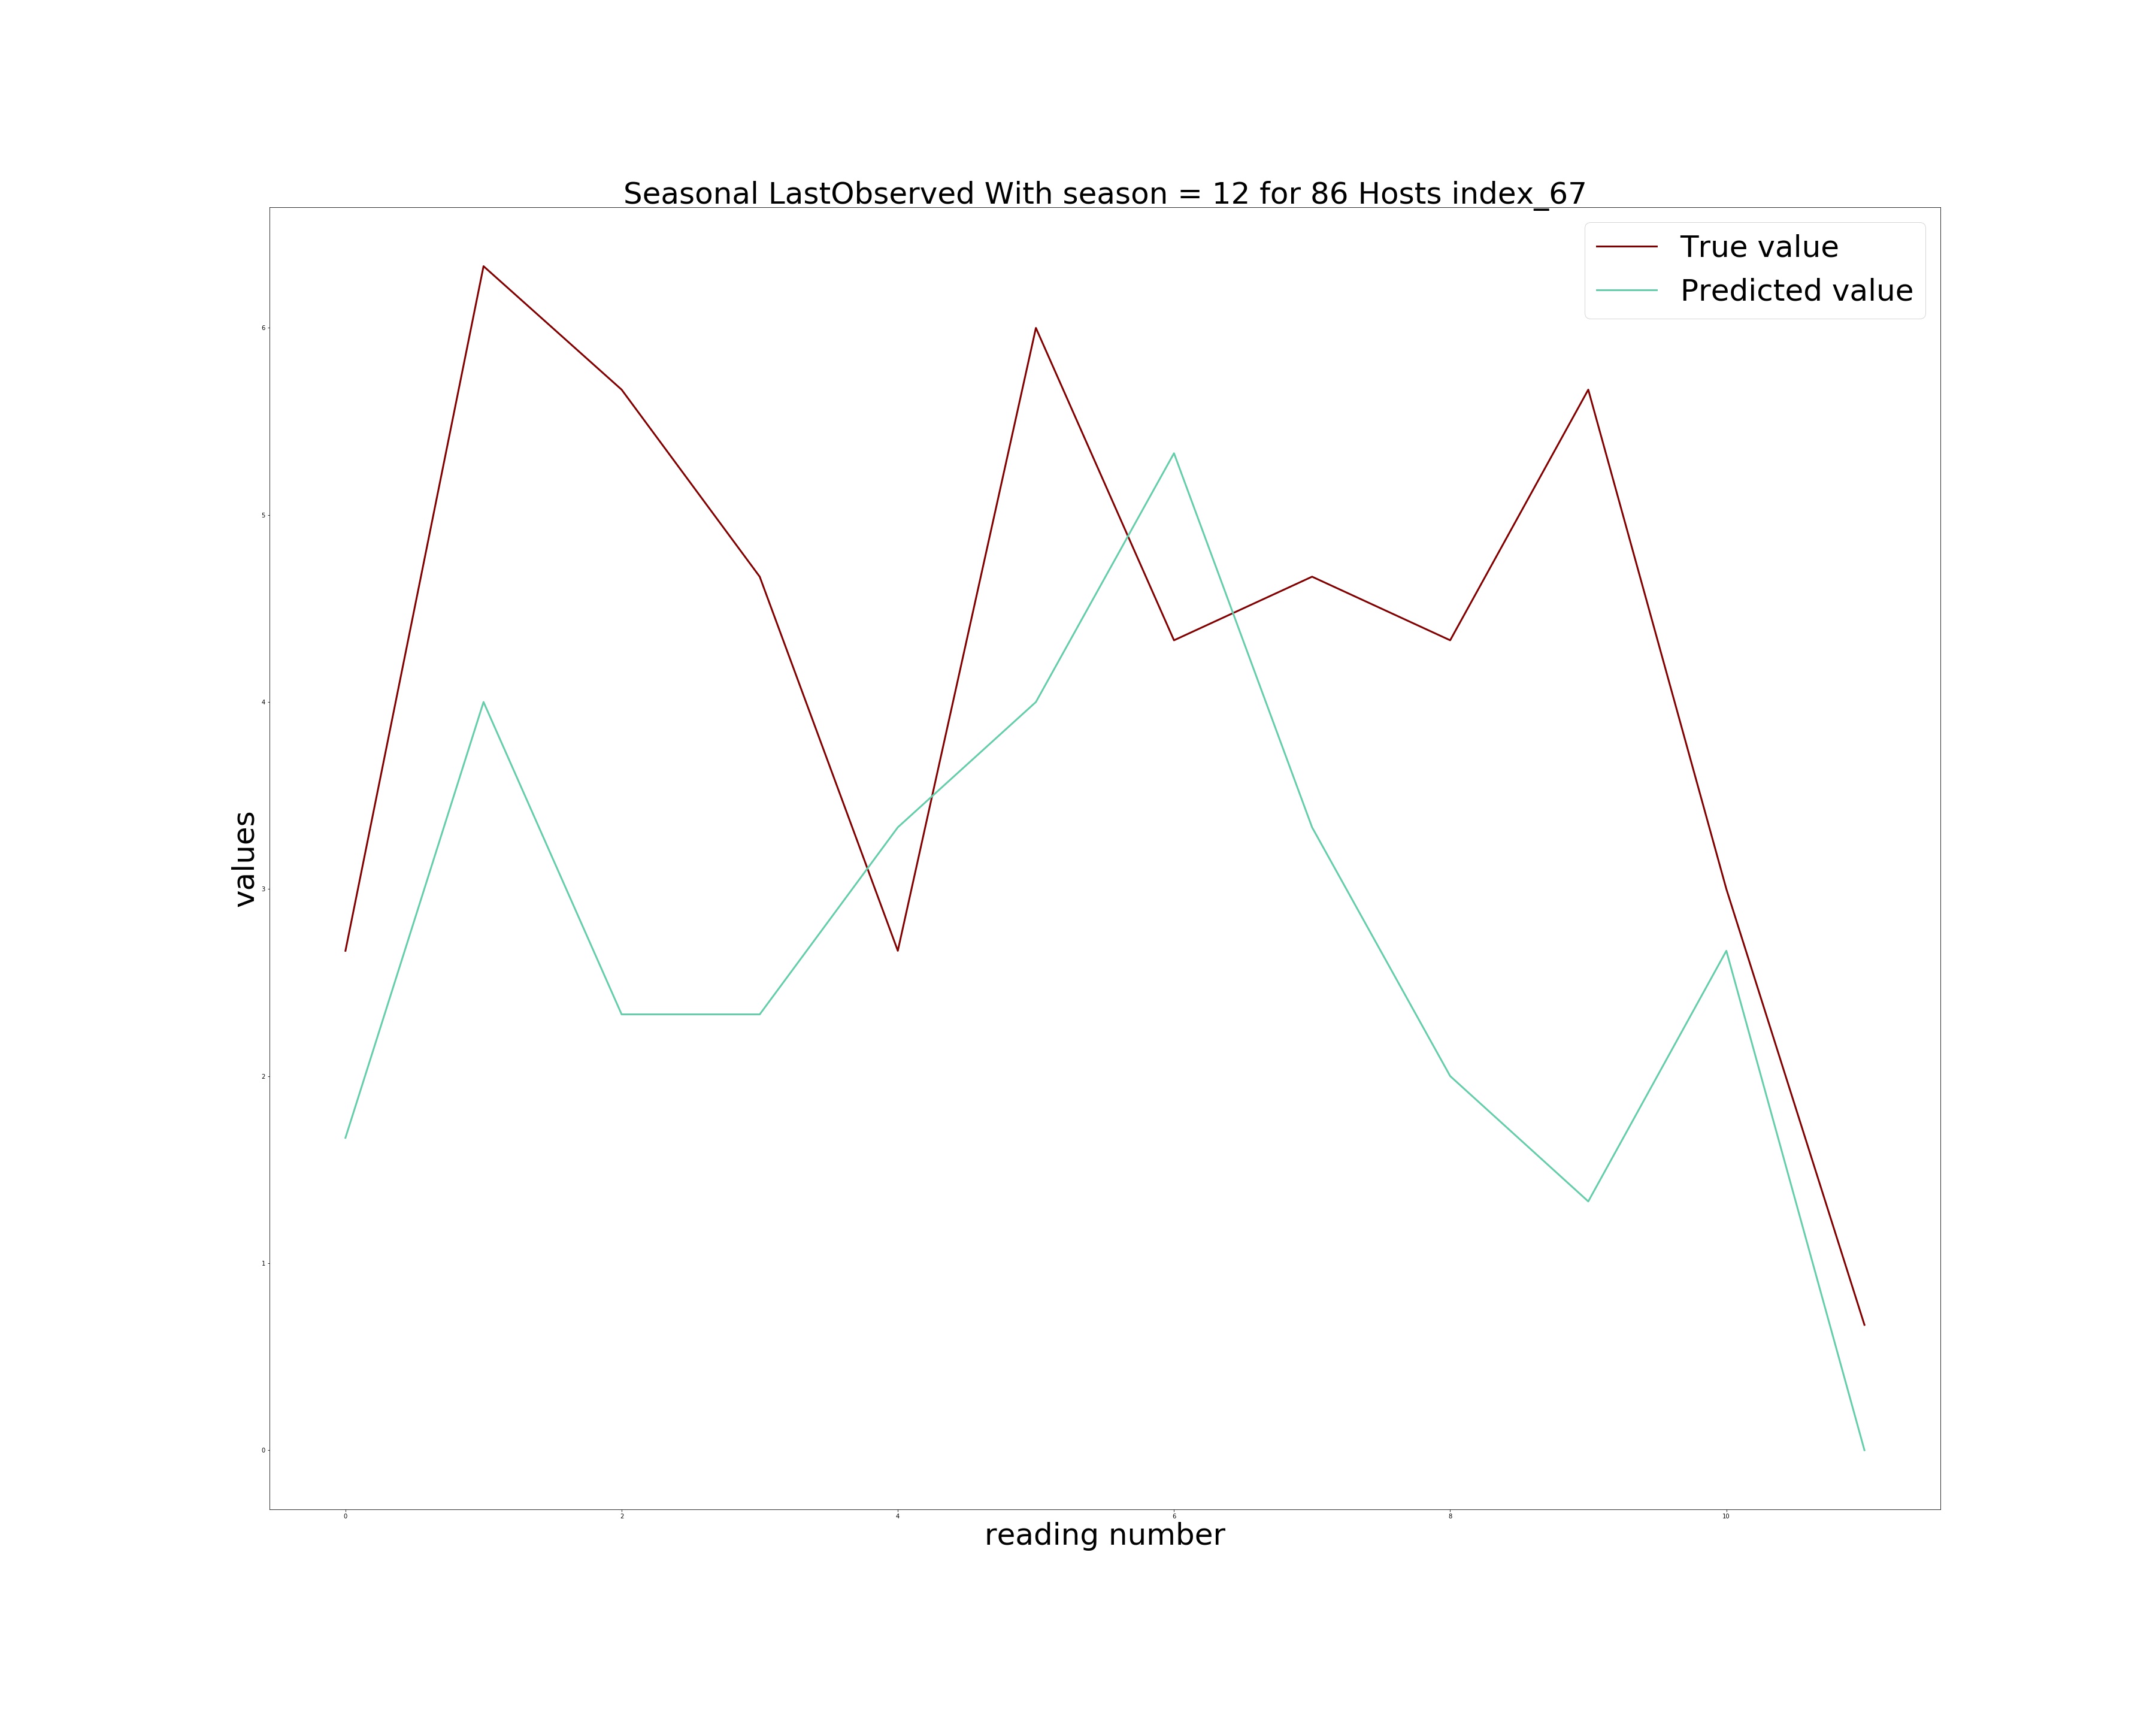 Seasonal LastObserved With season = 12 for 86 Hosts index_67
True value
Predicted value
values
6
5
4
3
2
1
0
0 2 4 6 8 10
reading number